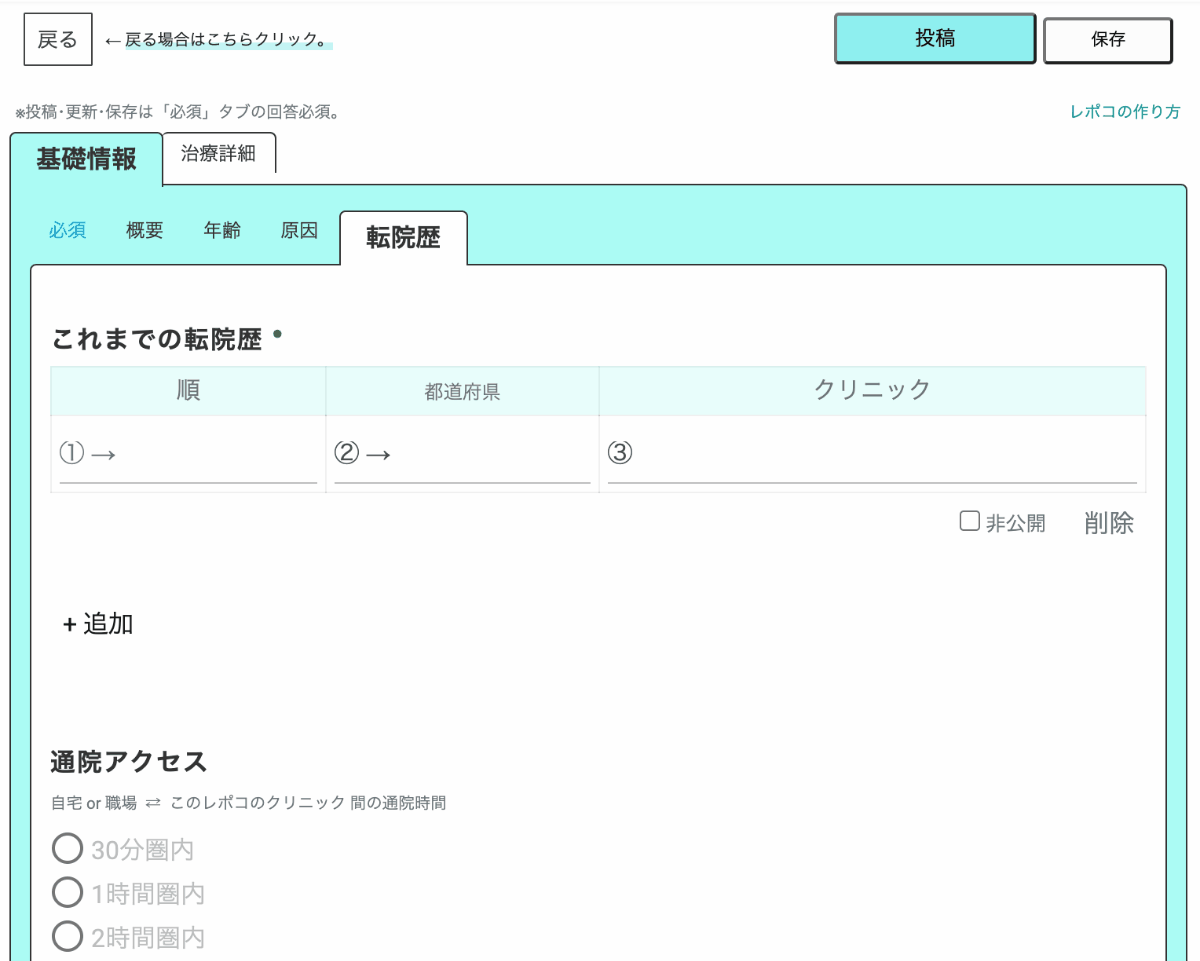 戻る ←戻る場合はこちらクリック。 投稿 保存
※投稿･更新･保存は「必須」タブの回答必須。 レポコの作り方
基礎情報 治療詳細
必須 概要 年齢 原因 転院歴
これまでの転院歴
順 都道府県 クリニック
①→ ②→ ③
非公開 削除
+ 追加
通院アクセス
自宅 or 職場 ⇄ このレポコのクリニック 間の通院時間
30分圏内
1時間圏内
2時間圏内